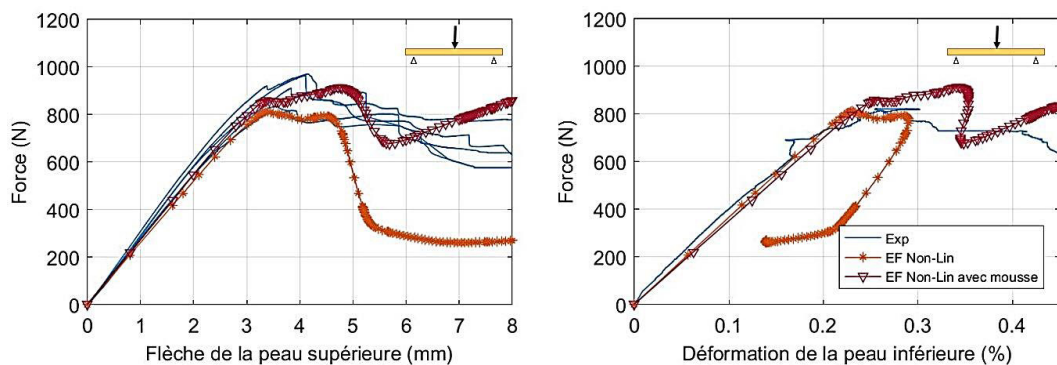 1200
1000
800
600
400
200
0
0 1 2 3 4 5 6 7 8
Force (N)
Flèche de la peau supérieure (mm)
1200
1000
800
600
400
200
0
0 0.1 0.2 0.3 0.4
Force (N)
Déformation de la peau inférieure (%)
Exp
EF Non-Lin
EF Non-Lin avec mousse